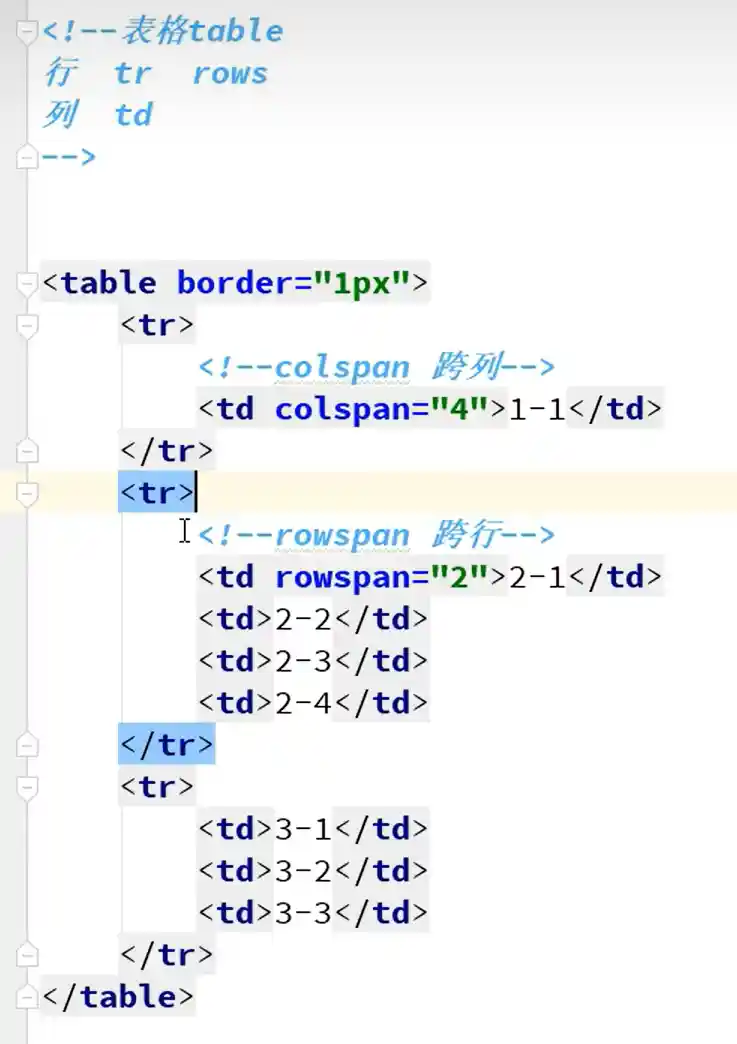 <!--表格table
行 tr rows
列 td
-->
<table border="1px">
<tr>
<!--colspan 跨列-->
<td colspan="4">1-1</td>
</tr>
<tr>
<!--rowspan 跨行-->
<td rowspan="2">2-1</td>
<td>2-2</td>
<td>2-3</td>
<td>2-4</td>
</tr>
<tr>
<td>3-1</td>
<td>3-2</td>
<td>3-3</td>
</tr>
</table>